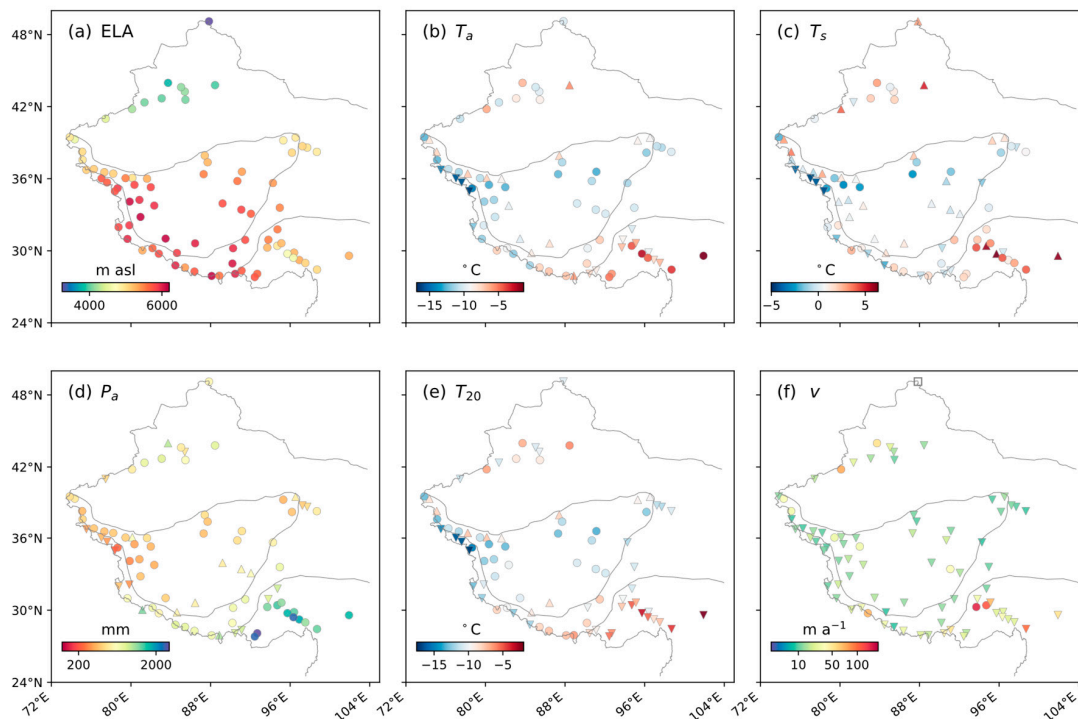 (a) ELA
(b) Tₐ
(c) Tₛ
48°N
42°N
36°N
30°N
24°N
m asl
4000 6000
°C
−15 −10 −5
°C
−5 0 5
(d) Pₐ
(e) T₂₀
(f) v
48°N
42°N
36°N
30°N
24°N
mm
200 2000
°C
−15 −10 −5
m a⁻¹
10 50 100
72°E 80°E 88°E 96°E 104°E
72°E 80°E 88°E 96°E 104°E
72°E 80°E 88°E 96°E 104°E